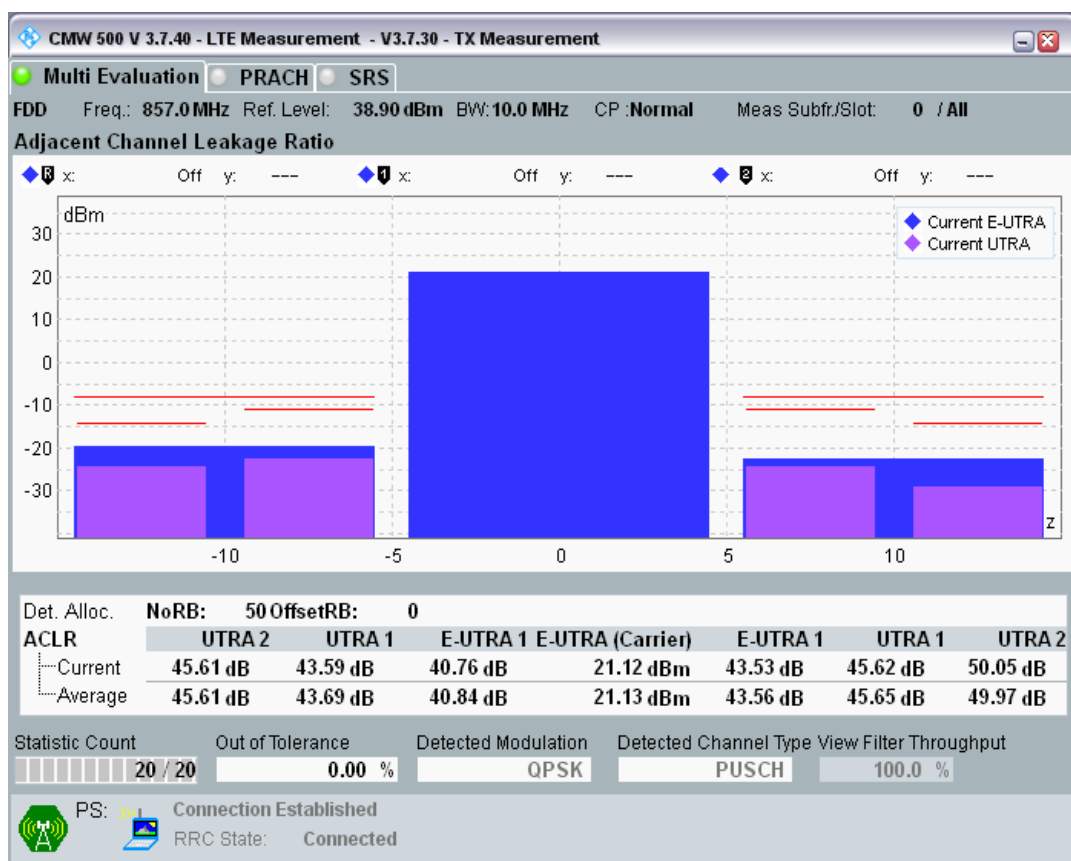 CMW 500 V 3.7.40 - LTE Measurement - V3.7.30 - TX Measurement
Multi Evaluation PRACH SRS
FDD Freq.: 857.0 MHz Ref. Level: 38.90 dBm BW: 10.0 MHz CP :Normal Meas Subfr./Slot: 0 / All
Adjacent Channel Leakage Ratio
R x: Off y: --- 1 x: Off y: --- 2 x: Off y: ---
dBm
Current E-UTRA
Current UTRA
30
20
10
0
-10
-20
-30
z
-10 -5 0 5 10
Det. Alloc. NoRB: 50 OffsetRB: 0
ACLR UTRA 2 UTRA 1 E-UTRA 1 E-UTRA (Carrier) E-UTRA 1 UTRA 1 UTRA 2
Current 45.61 dB 43.59 dB 40.76 dB 21.12 dBm 43.53 dB 45.62 dB 50.05 dB
Average 45.61 dB 43.69 dB 40.84 dB 21.13 dBm 43.56 dB 45.65 dB 49.97 dB
Statistic Count Out of Tolerance Detected Modulation Detected Channel Type View Filter Throughput
20 / 20 0.00 % QPSK PUSCH 100.0 %
PS: Connection Established
RRC State: Connected